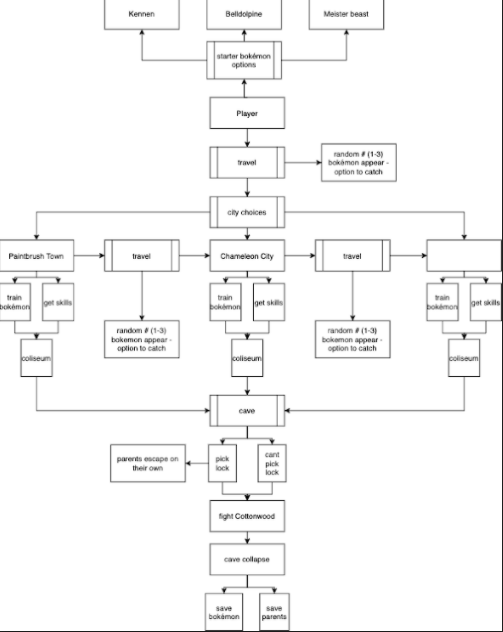 Kennen
Belldolpine
Meister beast
starter bokémon
options
Player
travel
random # (1-3)
bokémon appear -
option to catch
city choices
Paintbrush Town
travel
Chameleon City
travel
train
bokémon
get skills
train
bokémon
get skills
train
bokémon
get skills
random # (1-3)
bokemon appear -
option to catch
random # (1-3)
bokemon appear -
option to catch
coliseum
coliseum
coliseum
cave
parents escape on
their own
pick
lock
cant
pick
lock
fight Cottonwood
cave collapse
save
bokémon
save
parents